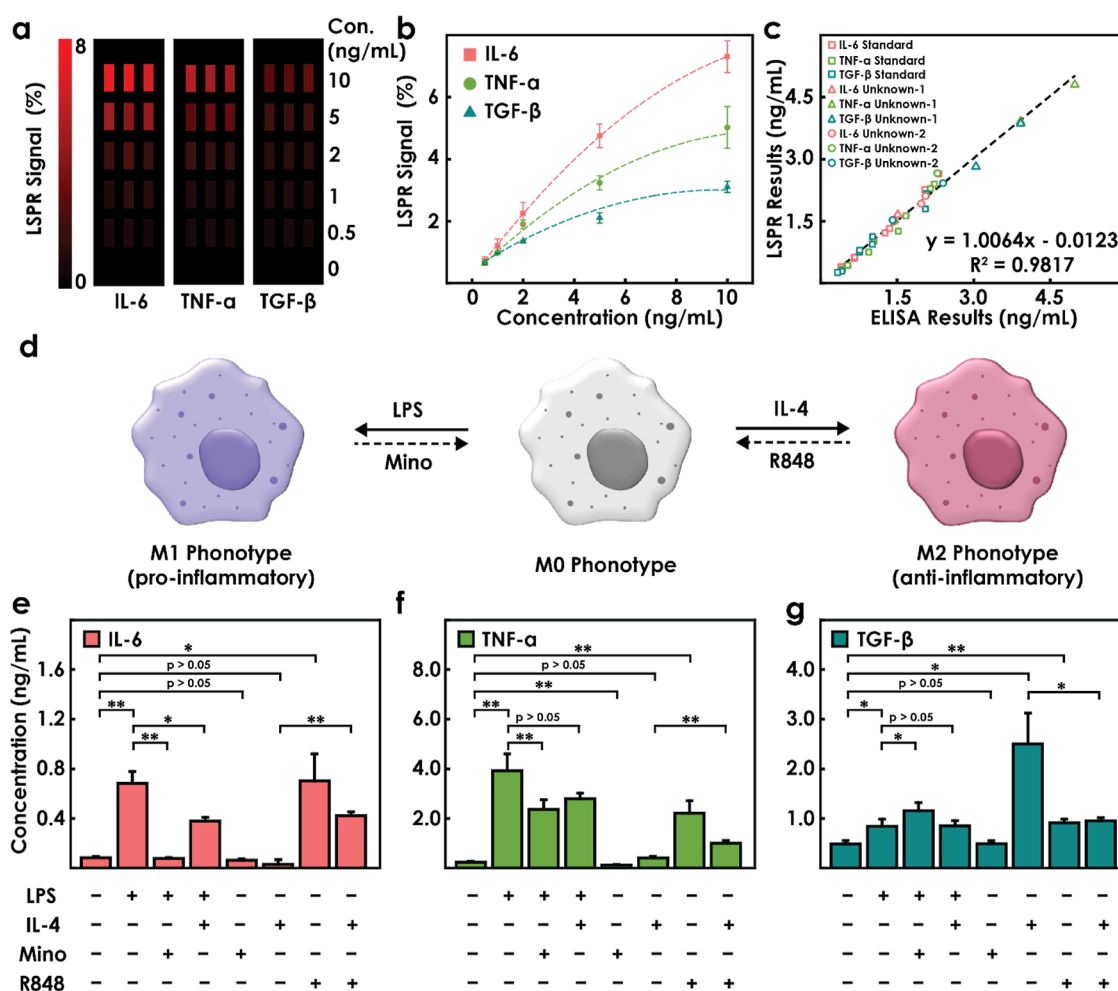 a
8
LSPR Signal (%)
0
Con.
(ng/mL)
10
5
2
1
0.5
0
IL-6 TNF-α TGF-β
b
IL-6
TNF-α
TGF-β
LSPR Signal (%)
6
4
2
0 2 4 6 8 10
Concentration (ng/mL)
c
IL-6 Standard
TNF-α Standard
TGF-β Standard
IL-6 Unknown-1
TNF-α Unknown-1
TGF-β Unknown-1
IL-6 Unknown-2
TNF-α Unknown-2
TGF-β Unknown-2
LSPR Results (ng/mL)
4.5
3.0
1.5
y = 1.0064x - 0.0123
R² = 0.9817
1.5 3.0 4.5
ELISA Results (ng/mL)
d
LPS
Mino
IL-4
R848
M1 Phonotype
(pro-inflammatory)
M0 Phonotype
M2 Phonotype
(anti-inflammatory)
e
IL-6
Concentration (ng/mL)
1.6
1.2
0.8
0.4
*
p > 0.05
p > 0.05
** * **
**
f
TNF-α
8.0
6.0
4.0
2.0
**
p > 0.05
**
** p > 0.05 **
**
g
TGF-β
4.0
3.0
2.0
1.0
**
*
p > 0.05 *
* p > 0.05
*
LPS − + + + − − − − − + + + − − − − − + + + − − − −
IL-4 − − − + − + − + − − − + − + − + − − − + − + − +
Mino − − + − + − − − − − + − + − − − − − + − + − − −
R848 − − − − − − + + − − − − − − + + − − − − − − + +